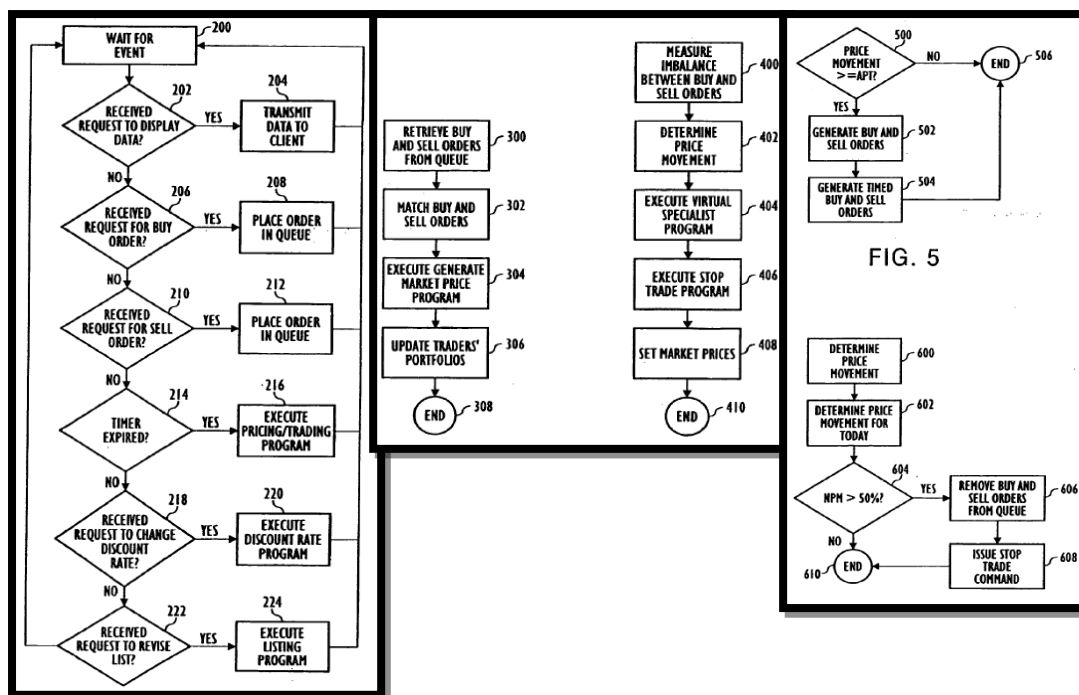 200
WAIT FOR
EVENT
202
RECEIVED
REQUEST TO DISPLAY
DATA?
YES
204
TRANSMIT
DATA TO
CLIENT
NO
206
RECEIVED
REQUEST FOR BUY
ORDER?
YES
208
PLACE ORDER
IN QUEUE
NO
210
RECEIVED
REQUEST FOR SELL
ORDER?
YES
212
PLACE ORDER
IN QUEUE
NO
214
TIMER
EXPIRED?
YES
216
EXECUTE
PRICING/TRADING
PROGRAM
NO
218
RECEIVED
REQUEST TO CHANGE
DISCOUNT
RATE?
YES
220
EXECUTE
DISCOUNT RATE
PROGRAM
NO
222
RECEIVED
REQUEST TO REVISE
LIST?
YES
224
EXECUTE
LISTING
PROGRAM
RETRIEVE BUY
AND SELL ORDERS
FROM QUEUE
300
MATCH BUY AND
SELL ORDERS
302
EXECUTE GENERATE
MARKET PRICE
PROGRAM
304
UPDATE TRADERS'
PORTFOLIOS
306
END
308
MEASURE
IMBALANCE
BETWEEN BUY AND
SELL ORDERS
400
DETERMINE
PRICE
MOVEMENT
402
EXECUTE VIRTUAL
SPECIALIST
PROGRAM
404
EXECUTE STOP
TRADE PROGRAM
406
SET MARKET PRICES
408
END
410
PRICE
MOVEMENT
>=APT?
500
NO
END
506
YES
GENERATE BUY AND
SELL ORDERS
502
504
GENERATE TIMED
BUY AND SELL
ORDERS
FIG. 5
DETERMINE
PRICE
MOVEMENT
600
DETERMINE PRICE
MOVEMENT FOR
TODAY
602
NPM > 50%?
604
YES
REMOVE BUY AND
SELL ORDERS
FROM QUEUE
606
NO
END
610
ISSUE STOP
TRADE
COMMAND
608